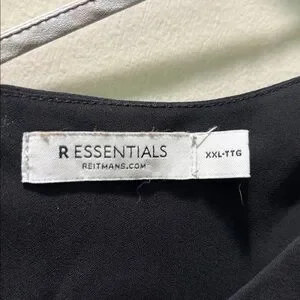 R ESSENTIALS
REITMANS.COM
XXL-TTG